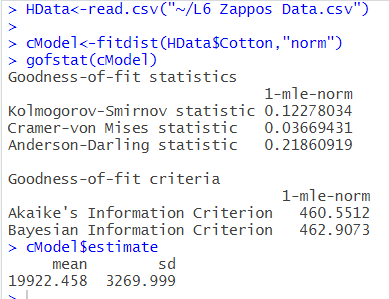 > HData<-read.csv("~/L6 Zappos Data.csv")
>
> cModel<-fitdist(HData$Cotton,"norm")
> gofstat(cModel)
Goodness-of-fit statistics
                             1-mle-norm
Kolmogorov-Smirnov statistic 0.12278034
Cramer-von Mises statistic   0.03669431
Anderson-Darling statistic   0.21860919

Goodness-of-fit criteria
                               1-mle-norm
Akaike's Information Criterion   460.5512
Bayesian Information Criterion   462.9073
> cModel$estimate
     mean        sd
19922.458  3269.999
>